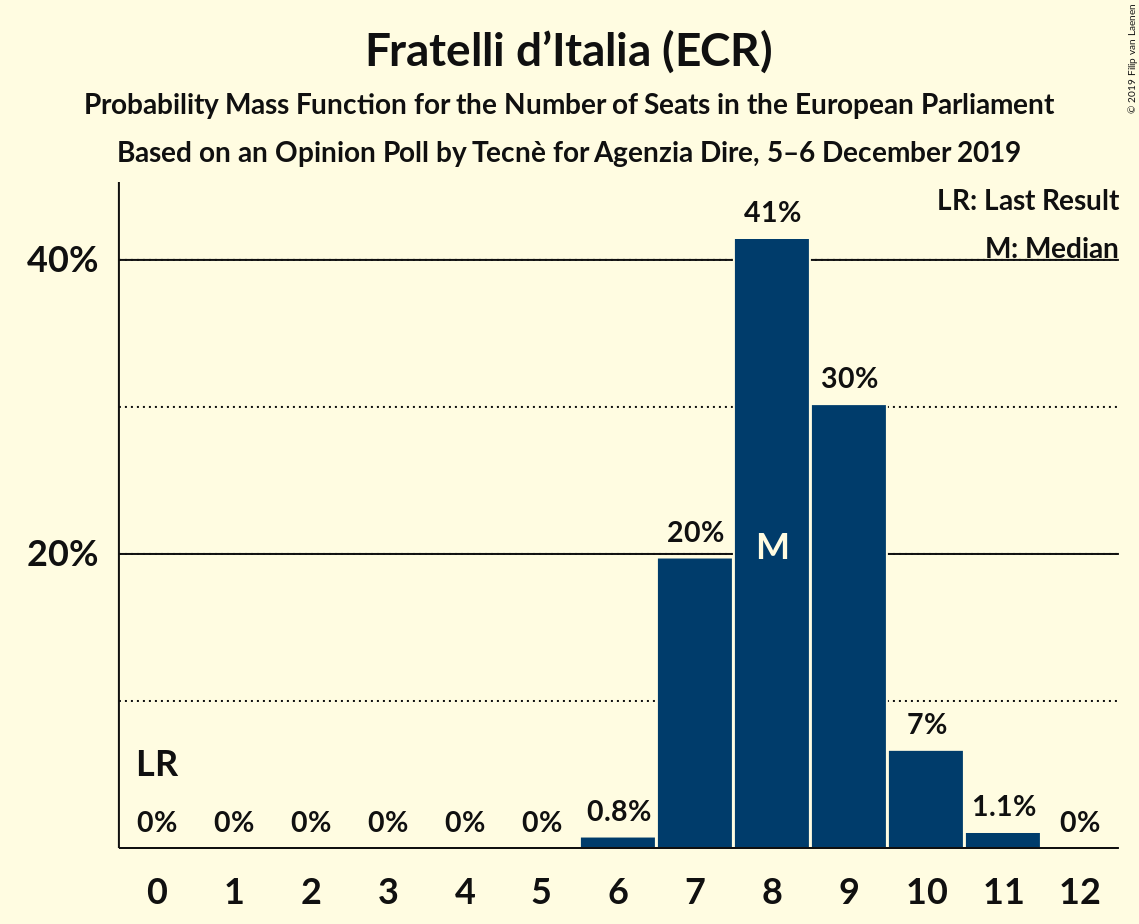 Fratelli d’Italia (ECR)
Probability Mass Function for the Number of Seats in the European Parliament
Based on an Opinion Poll by Tecnè for Agenzia Dire, 5–6 December 2019
© 2019 Filip van Laenen
LR: Last Result
M: Median
41%
40%
30%
20%
20%
M
7%
LR
0% 0% 0% 0% 0% 0% 0.8% 1.1% 0%
0 1 2 3 4 5 6 7 8 9 10 11 12